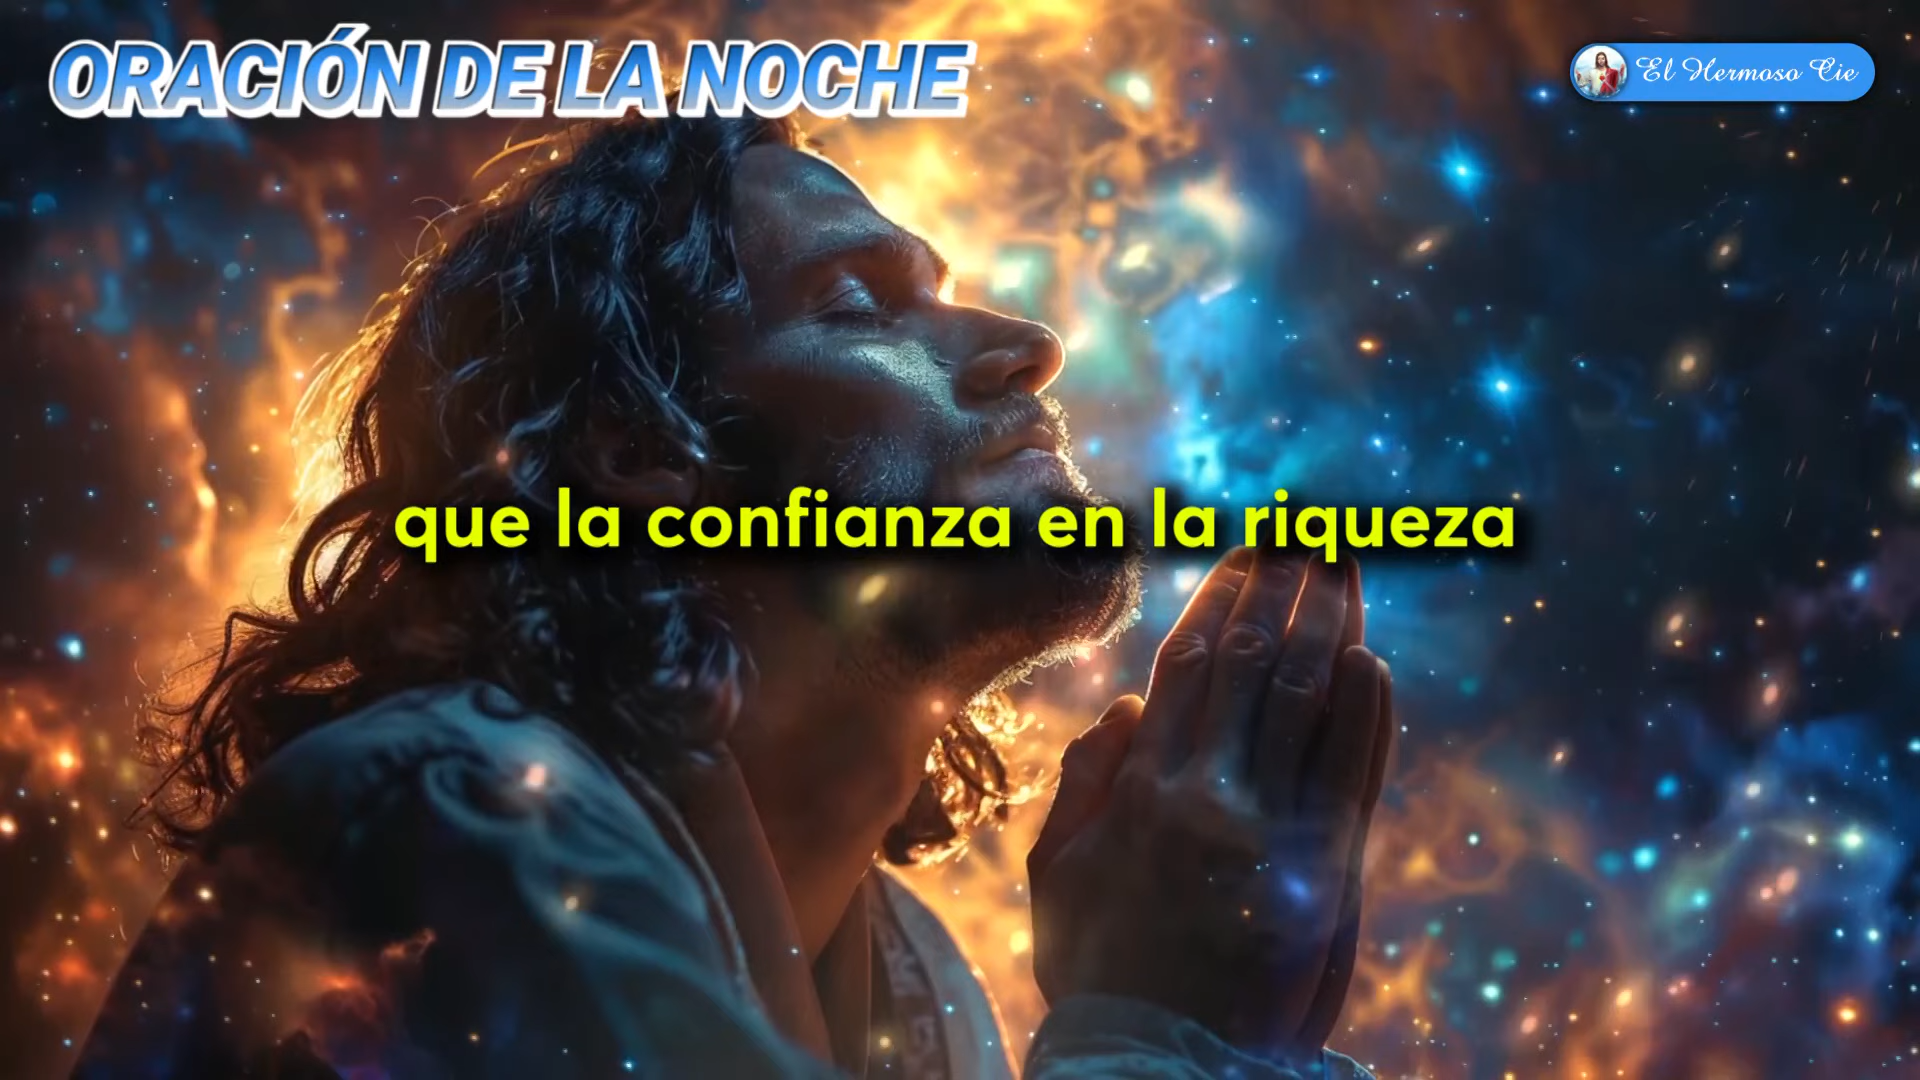 ORACIÓN DE LA NOCHE
El Hermoso Cie
que la confianza en la riqueza